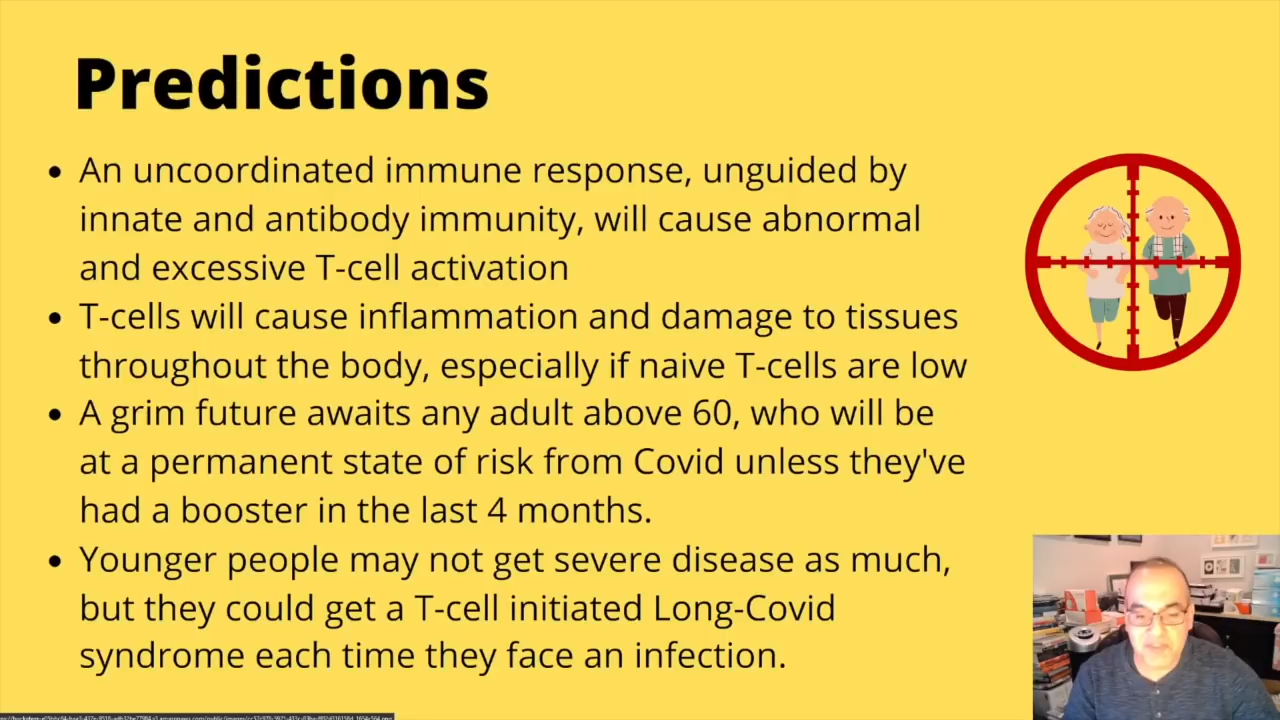 Predictions
• An uncoordinated immune response, unguided by
innate and antibody immunity, will cause abnormal
and excessive T-cell activation
• T-cells will cause inflammation and damage to tissues
throughout the body, especially if naive T-cells are low
• A grim future awaits any adult above 60, who will be
at a permanent state of risk from Covid unless they've
had a booster in the last 4 months.
• Younger people may not get severe disease as much,
but they could get a T-cell initiated Long-Covid
syndrome each time they face an infection.